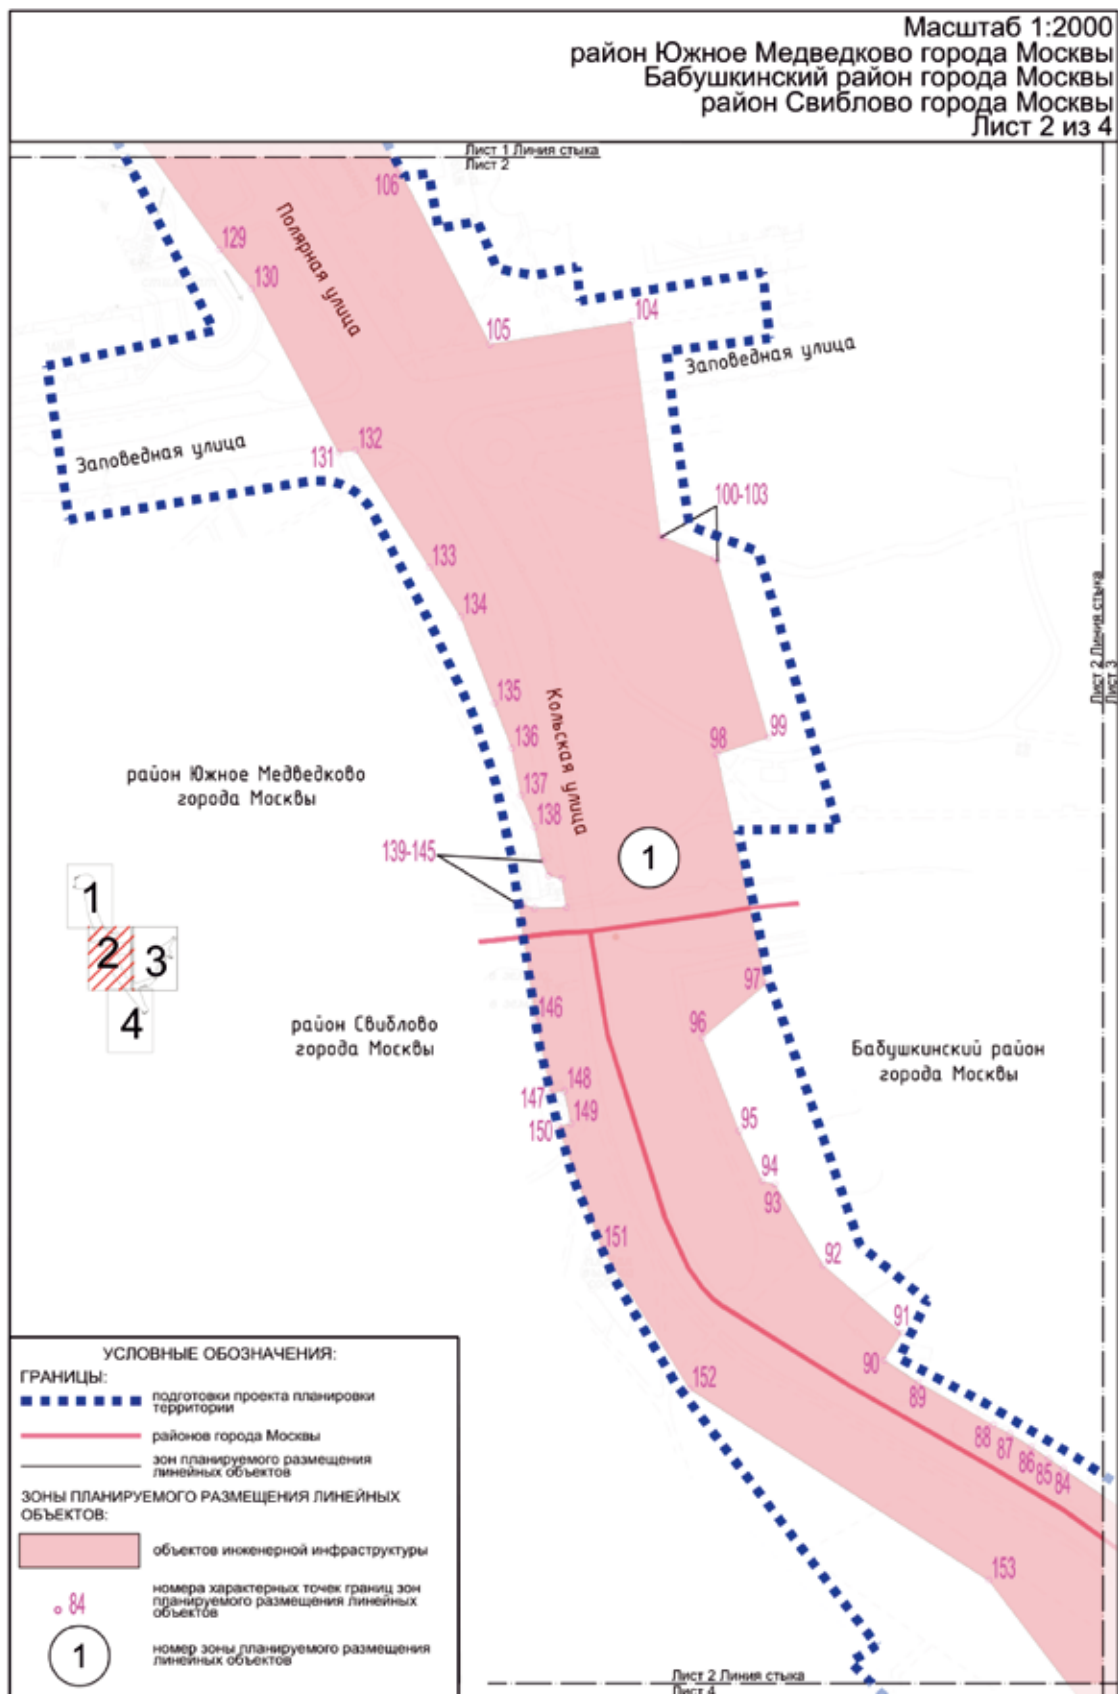 Масштаб 1:2000
район Южное Медведково города Москвы
Бабушкинский район города Москвы
район Свиблово города Москвы
Лист 2 из 4
Лист 1 Линия стыка
Лист 2
106
129
Полярная улица
130
104
105
Заповедная улица
132
131
Заповедная улица
100-103
133
134
Лист 2 Линия стыка
Лист 3
135
Кольская улица
99
98
136
район Южное Медведково
города Москвы
137
138
139-145
1
1
2
3
4
97
146
96
район Свиблово
города Москвы
Бабушкинский район
города Москвы
148
147
149
150
95
94
93
151
92
91
90
89
152
88
87
86
85
84
153
УСЛОВНЫЕ ОБОЗНАЧЕНИЯ:
ГРАНИЦЫ:
подготовки проекта планировки
территории
районов города Москвы
зон планируемого размещения
линейных объектов
ЗОНЫ ПЛАНИРУЕМОГО РАЗМЕЩЕНИЯ ЛИНЕЙНЫХ
ОБЪЕКТОВ:
объектов инженерной инфраструктуры
84
номера характерных точек границ зон
планируемого размещения линейных
объектов
1
номер зоны планируемого размещения
линейных объектов
Лист 2 Линия стыка
Лист 4